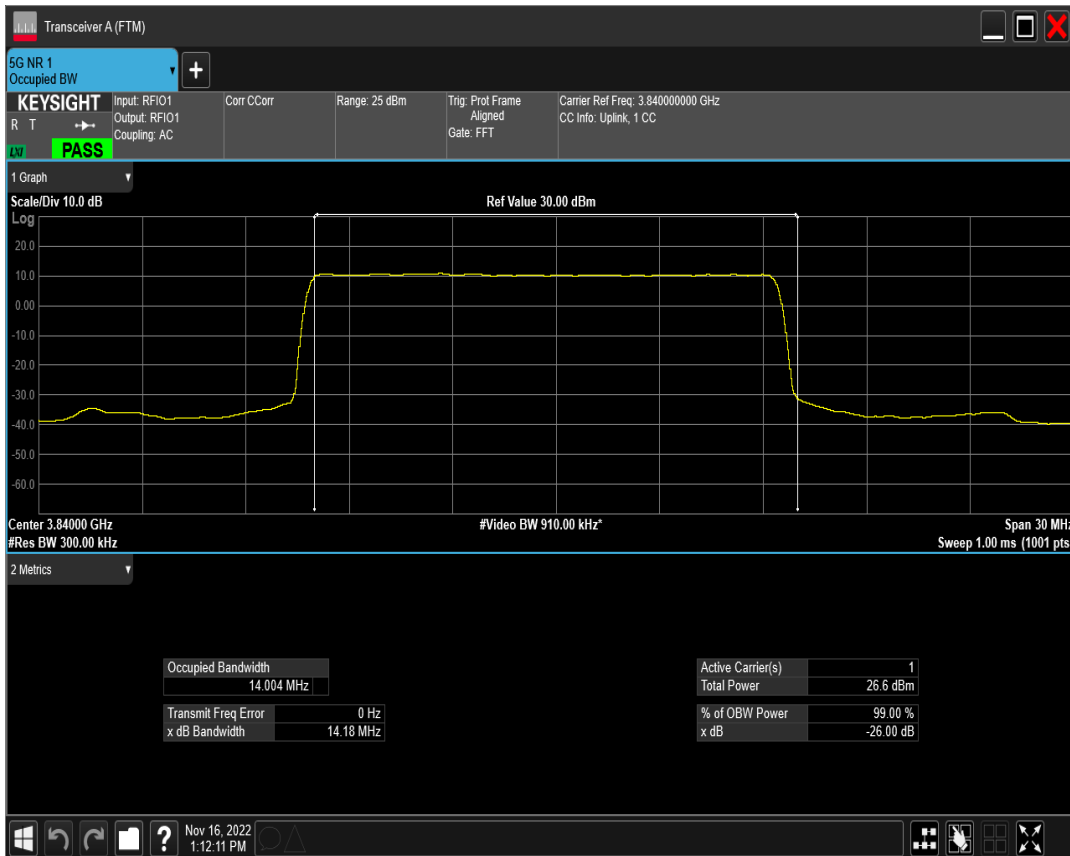 Transceiver A (FTM)
5G NR 1
Occupied BW
+
KEYSIGHT
R T
LXI
PASS
Input: RFIO1
Output: RFIO1
Coupling: AC
Corr CCorr
Range: 25 dBm
Trig: Prot Frame
Aligned
Gate: FFT
Carrier Ref Freq: 3.840000000 GHz
CC Info: Uplink, 1 CC
1 Graph
Scale/Div 10.0 dB
Ref Value 30.00 dBm
Log
20.0
10.0
0.00
-10.0
-20.0
-30.0
-40.0
-50.0
-60.0
Center 3.84000 GHz
#Video BW 910.00 kHz*
Span 30 MHz
#Res BW 300.00 kHz
Sweep 1.00 ms (1001 pts
2 Metrics
Occupied Bandwidth
14.004 MHz
Transmit Freq Error 0 Hz
x dB Bandwidth 14.18 MHz
Active Carrier(s) 1
Total Power 26.6 dBm
% of OBW Power 99.00 %
x dB -26.00 dB
?
Nov 16, 2022
1:12:11 PM